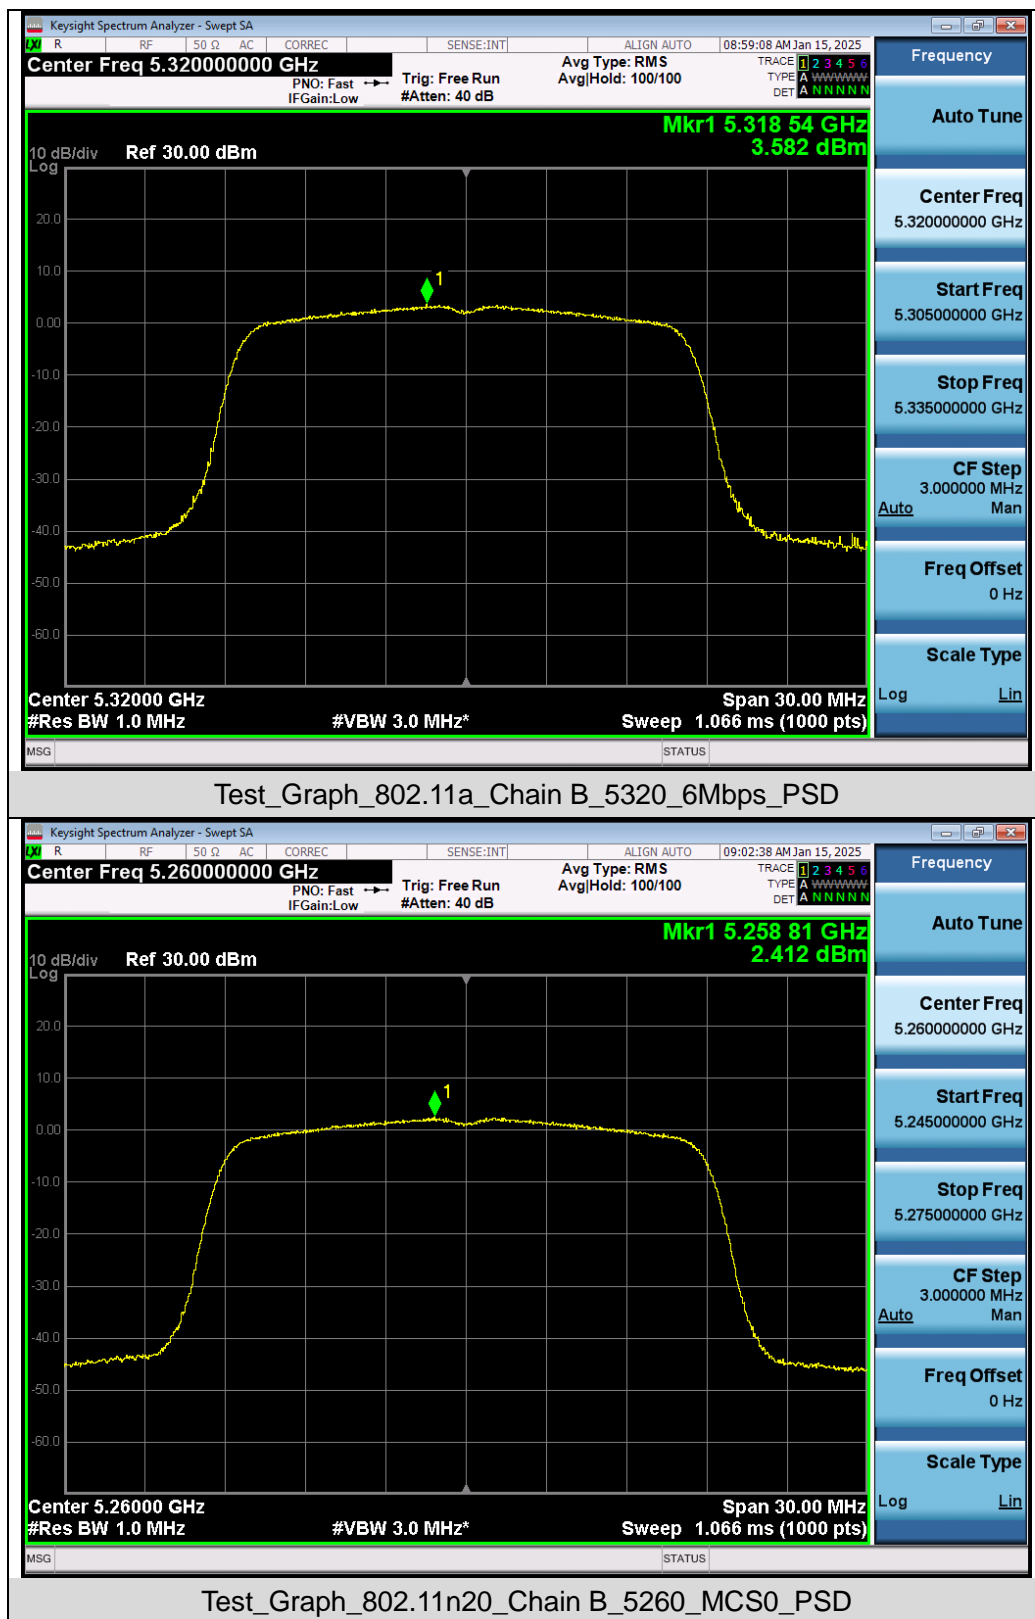 Keysight Spectrum Analyzer - Swept SA
LXI R RF 50 Ω AC CORREC SENSE:INT ALIGN AUTO 08:59:08 AM Jan 15, 2025
Center Freq 5.320000000 GHz
PNO: Fast
IFGain:Low
Trig: Free Run
#Atten: 40 dB
Avg Type: RMS
Avg|Hold: 100/100
TRACE 1 2 3 4 5 6
TYPE A WWWWW
DET A N N N N N
Mkr1 5.318 54 GHz
3.582 dBm
10 dB/div Ref 30.00 dBm
Log
20.0
10.0
0.00
-10.0
-20.0
-30.0
-40.0
-50.0
-60.0
1
Center 5.32000 GHz Span 30.00 MHz
#Res BW 1.0 MHz #VBW 3.0 MHz* Sweep 1.066 ms (1000 pts)
MSG STATUS
Frequency
Auto Tune
Center Freq
5.320000000 GHz
Start Freq
5.305000000 GHz
Stop Freq
5.335000000 GHz
CF Step
3.000000 MHz
Auto Man
Freq Offset
0 Hz
Scale Type
Log Lin
Test_Graph_802.11a_Chain B_5320_6Mbps_PSD
Keysight Spectrum Analyzer - Swept SA
LXI R RF 50 Ω AC CORREC SENSE:INT ALIGN AUTO 09:02:38 AM Jan 15, 2025
Center Freq 5.260000000 GHz
PNO: Fast
IFGain:Low
Trig: Free Run
#Atten: 40 dB
Avg Type: RMS
Avg|Hold: 100/100
TRACE 1 2 3 4 5 6
TYPE A WWWWW
DET A N N N N N
Mkr1 5.258 81 GHz
2.412 dBm
10 dB/div Ref 30.00 dBm
Log
20.0
10.0
0.00
-10.0
-20.0
-30.0
-40.0
-50.0
-60.0
1
Center 5.26000 GHz Span 30.00 MHz
#Res BW 1.0 MHz #VBW 3.0 MHz* Sweep 1.066 ms (1000 pts)
MSG STATUS
Frequency
Auto Tune
Center Freq
5.260000000 GHz
Start Freq
5.245000000 GHz
Stop Freq
5.275000000 GHz
CF Step
3.000000 MHz
Auto Man
Freq Offset
0 Hz
Scale Type
Log Lin
Test_Graph_802.11n20_Chain B_5260_MCS0_PSD